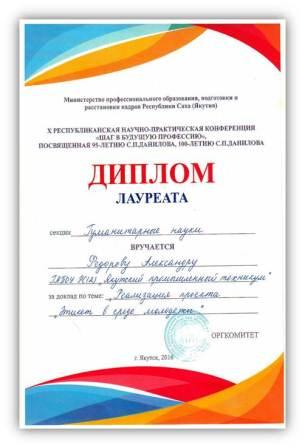 Министерство профессионального образования, подготовки и
расстановки кадров Республики Саха (Якутия)
X РЕСПУБЛИКАНСКАЯ НАУЧНО-ПРАКТИЧЕСКАЯ КОНФЕРЕНЦИЯ
«ШАГ В БУДУЩУЮ ПРОФЕССИЮ»,
ПОСВЯЩЕННАЯ 95-ЛЕТИЮ С.П.ДАНИЛОВА, 100-ЛЕТИЮ С.П.ДАНИЛОВА
ДИПЛОМ
ЛАУРЕАТА
секция Гуманитарные науки
ВРУЧАЕТСЯ
Федорову Александру
ГАПОУ РС(Я) „Якутский промышленный техникум"
за доклад по теме: „Реализация проекта
„Этикет в среде молодежи"
ОРГКОМИТЕТ
г. Якутск, 2016